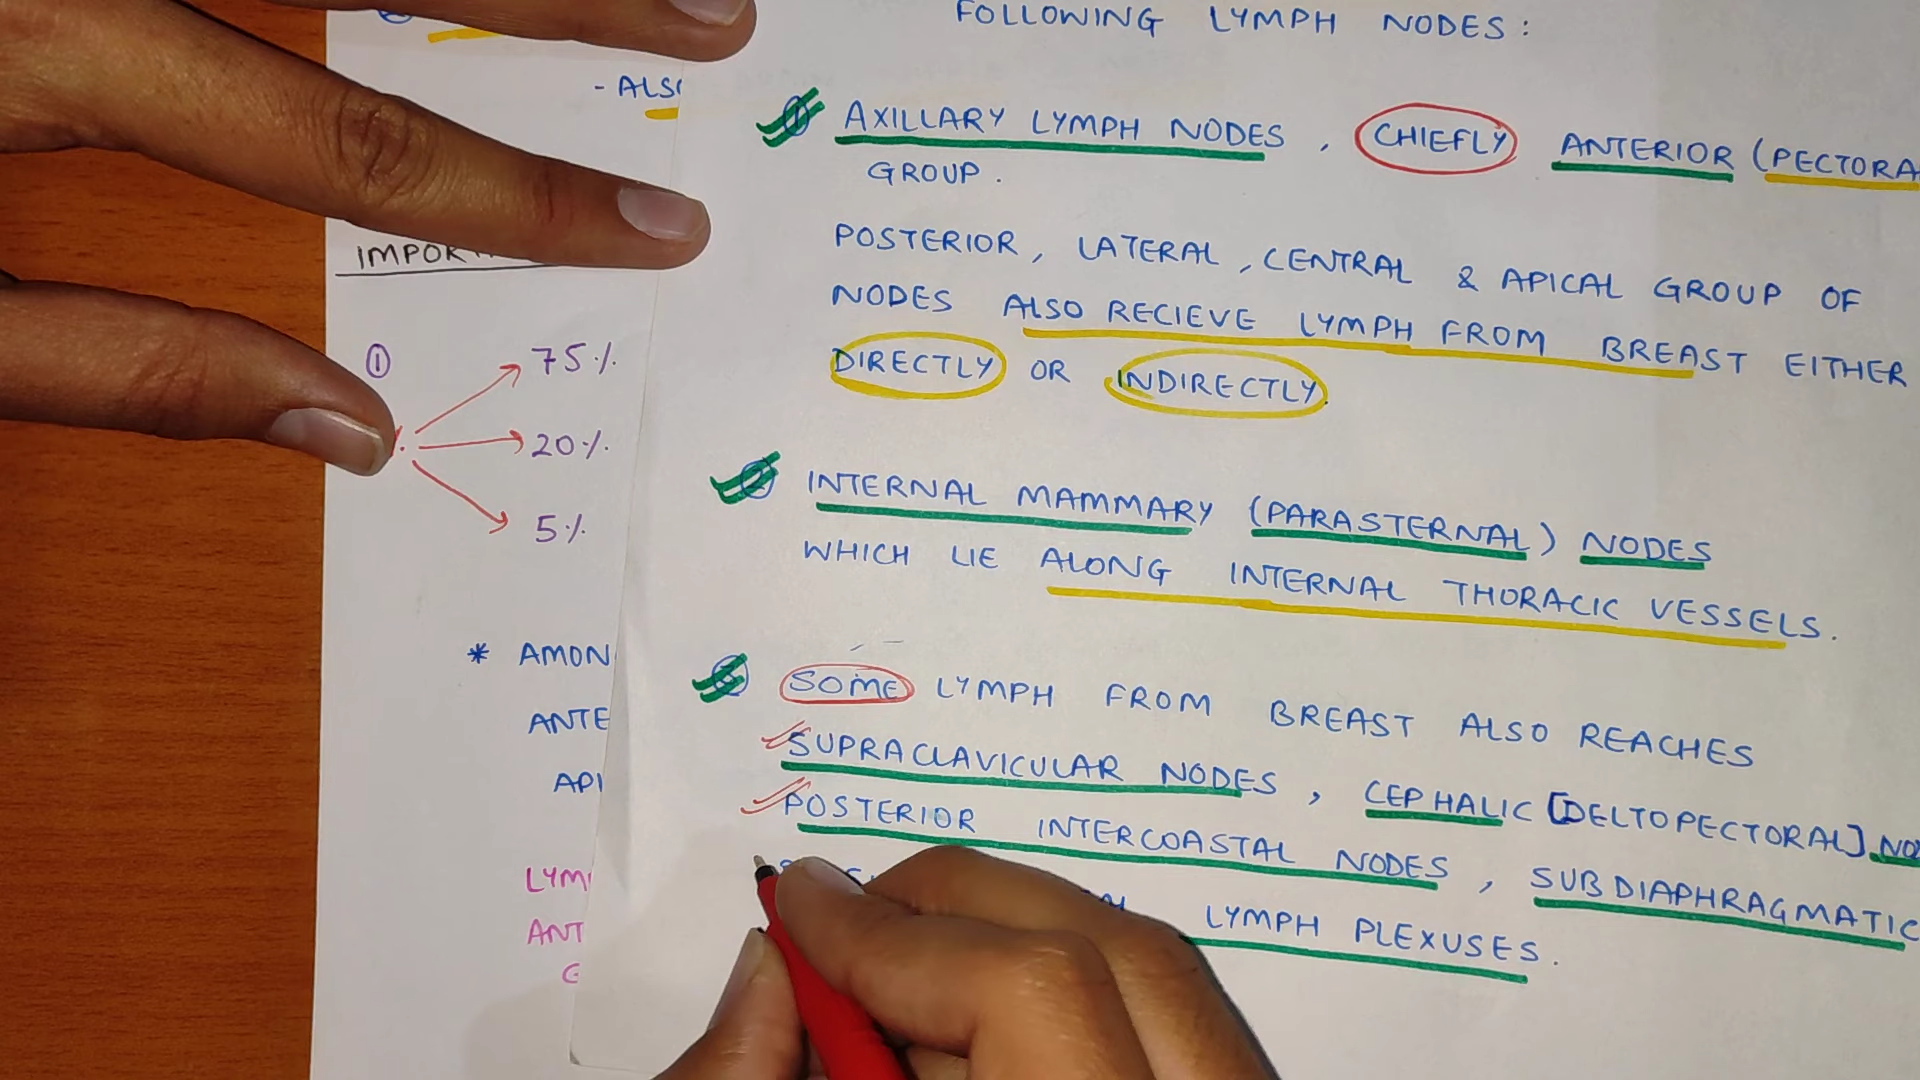 FOLLOWING LYMPH NODES :
- ALSO
① AXILLARY LYMPH NODES , CHIEFLY ANTERIOR (PECTORA
GROUP .
POSTERIOR , LATERAL , CENTRAL & APICAL GROUP OF
NODES ALSO RECIEVE LYMPH FROM BREAST EITHER
DIRECTLY OR INDIRECTLY.
② INTERNAL MAMMARY (PARASTERNAL) NODES
WHICH LIE ALONG INTERNAL THORACIC VESSELS .
SOME LYMPH FROM BREAST ALSO REACHES
SUPRACLAVICULAR NODES , CEPHALIC [DELTOPECTORAL] NO
POSTERIOR INTERCOASTAL NODES , SUBDIAPHRAGMATIC
LYMPH PLEXUSES .
IMPOR
①
75%
20%
5%
* AMON
ANTE
API
LYM
ANT